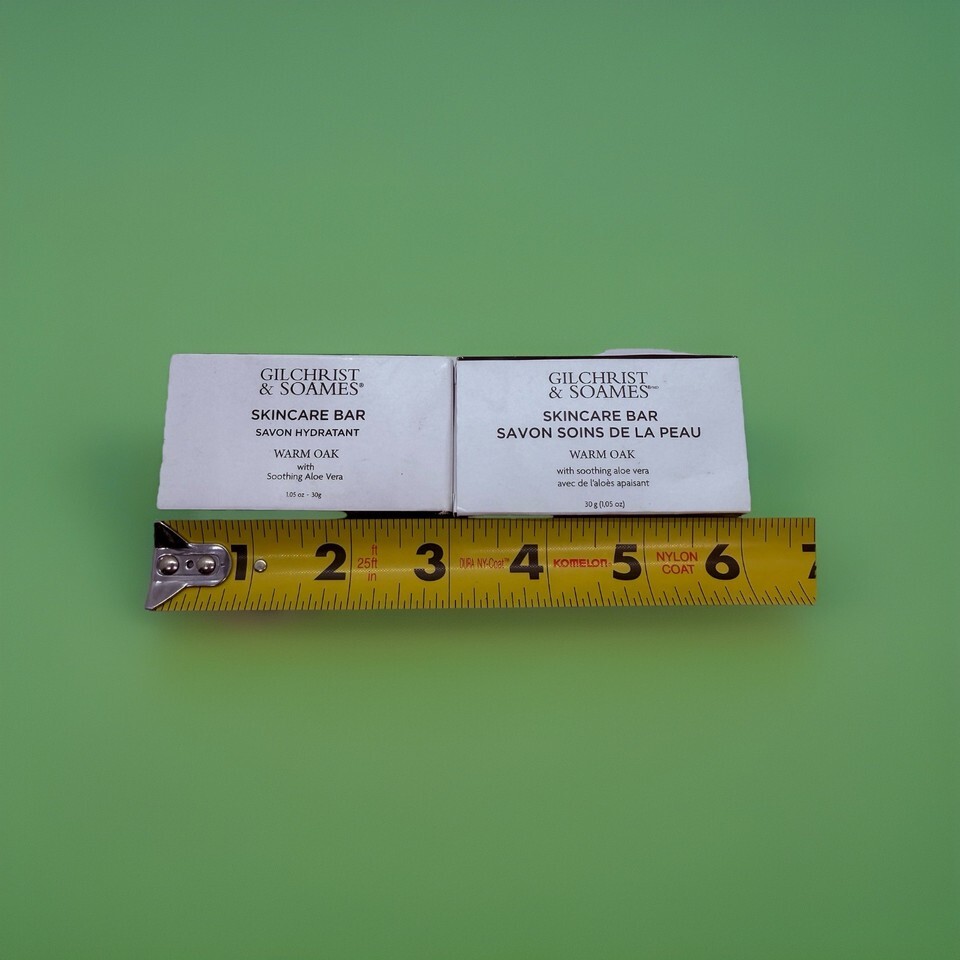 GILCHRIST
& SOAMES®
SKINCARE BAR
SAVON HYDRATANT
WARM OAK
with
Soothing Aloe Vera
1.05 oz - 30g
GILCHRIST
& SOAMES
SKINCARE BAR
SAVON SOINS DE LA PEAU
WARM OAK
with soothing aloe vera
avec de l'aloès apaisant
30 g (1,05 oz)
1 2 ft 25ft in 3 DURA NY-Coat™ 4 KOMELON 5 NYLON COAT 6 7